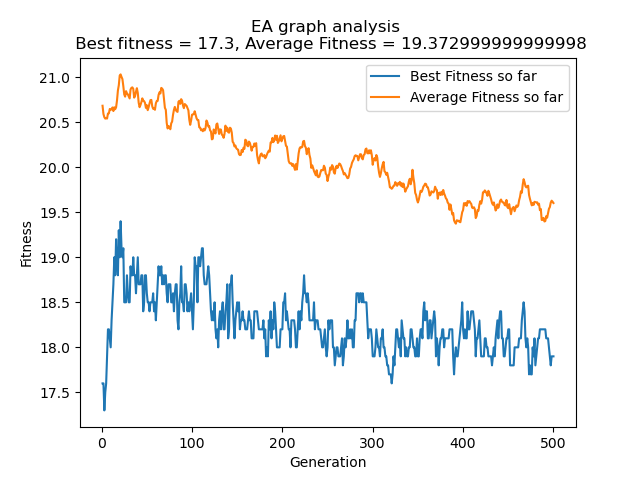 EA graph analysis
Best fitness = 17.3, Average Fitness = 19.372999999999998
Best Fitness so far
Average Fitness so far
21.0
20.5
20.0
19.5
19.0
18.5
18.0
17.5
Fitness
0 100 200 300 400 500
Generation